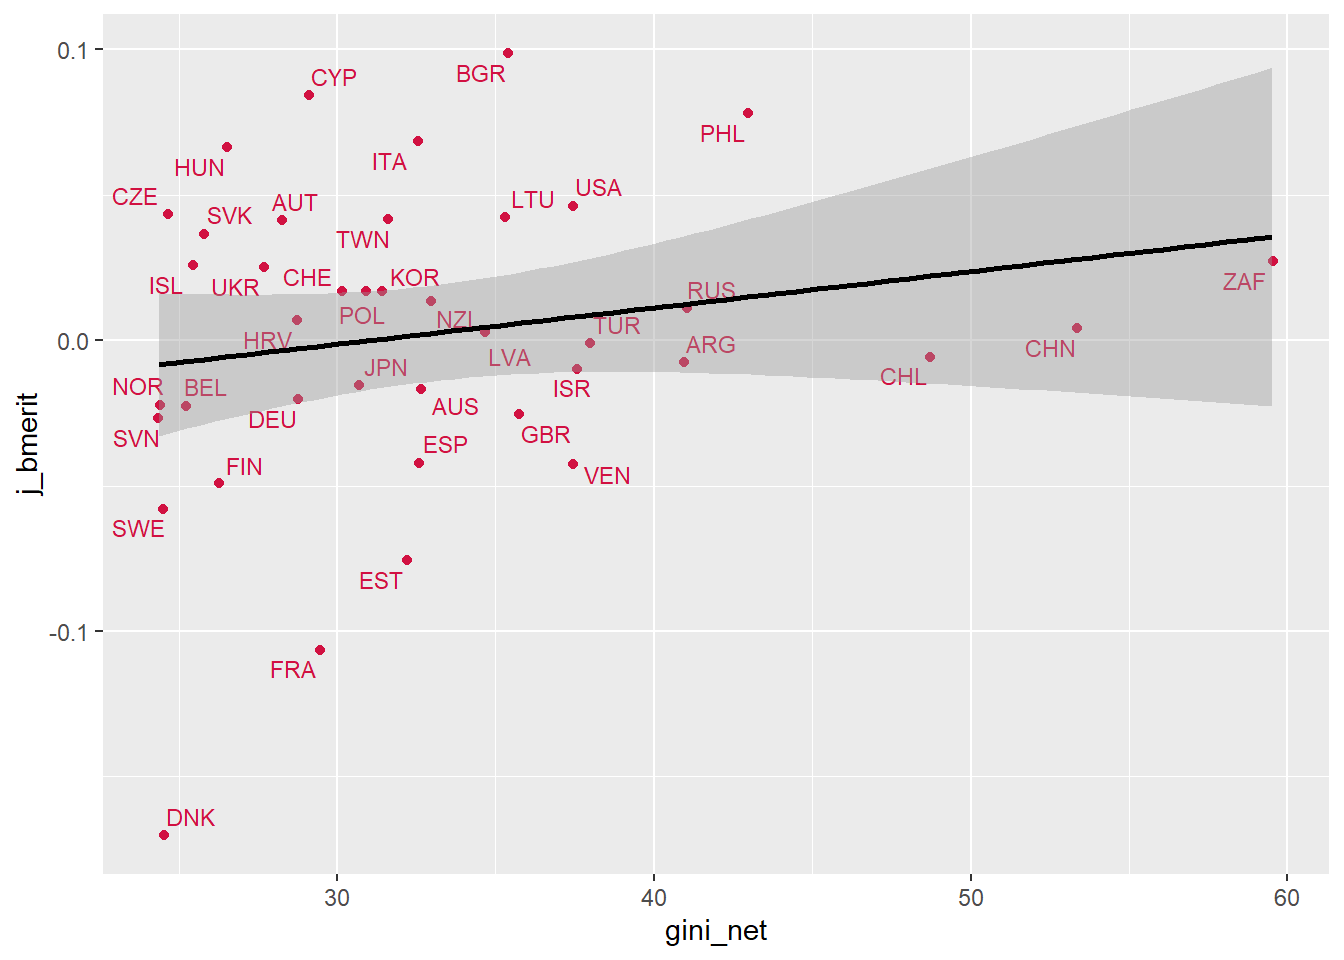 0.1
CYP
BGR
PHL
ITA
HUN
CZE
AUT
LTU
USA
SVK
TWN
ISL
UKR
CHE
KOR
RUS
ZAF
POL
NZL
TUR
0.0
HRV
LVA
ARG
CHN
JPN
CHL
NOR
BEL
ISR
AUS
DEU
SVN
GBR
ESP
j_bmerit
FIN
VEN
SWE
EST
-0.1
FRA
DNK
30
40
50
60
gini_net